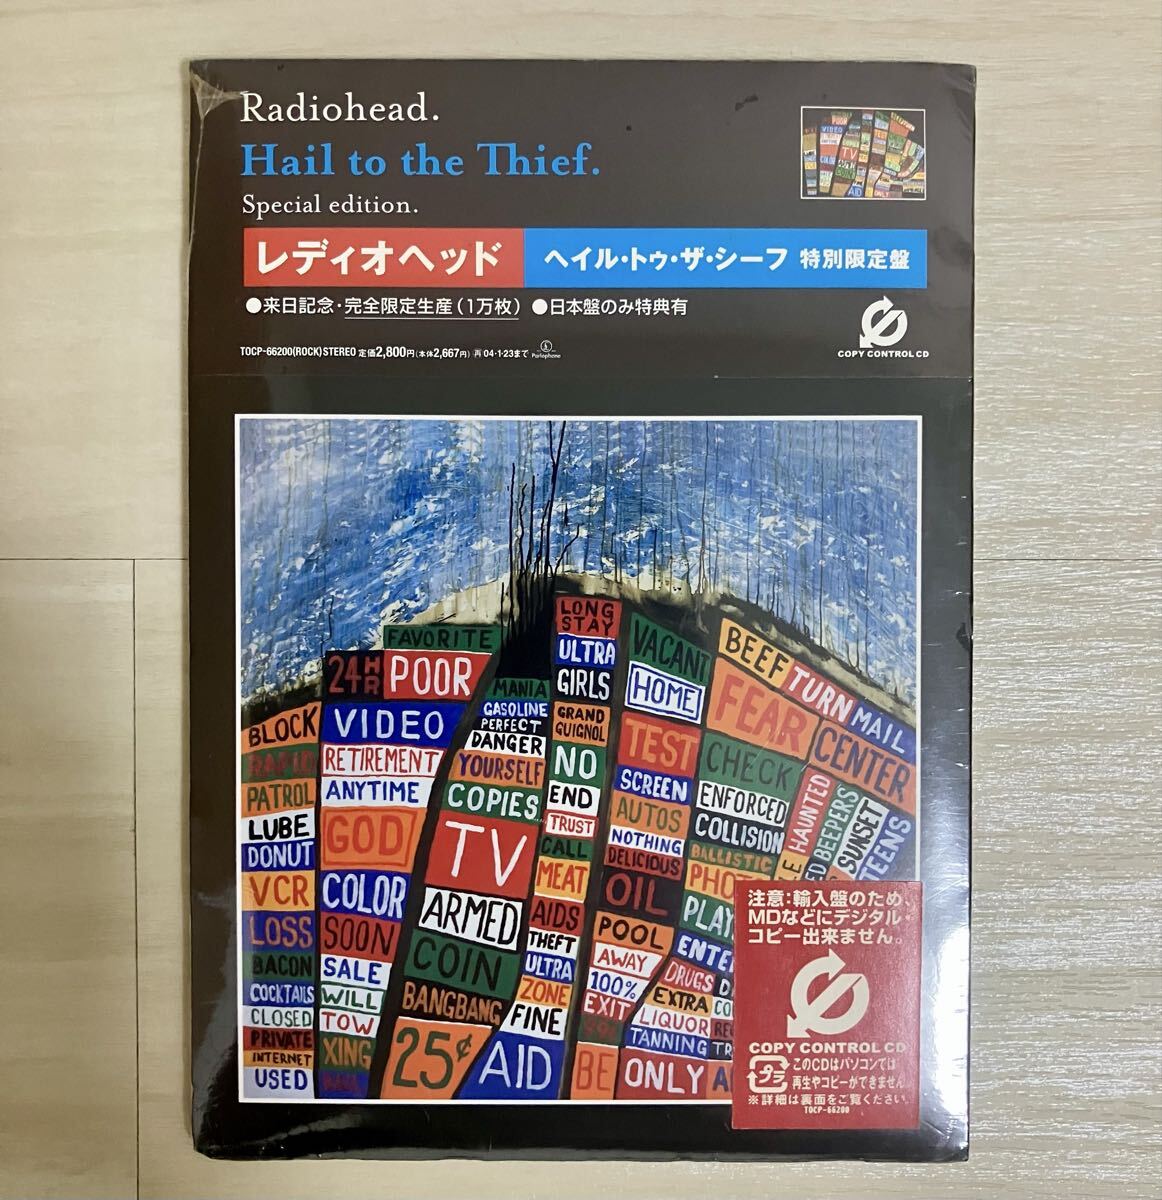 Radiohead.
Hail to the Thief.
Special edition.
レディオヘッド
ヘイル・トゥ・ザ・シーフ 特別限定盤
●来日記念・完全限定生産(1万枚) ●日本盤のみ特典有
TOCP-66200(ROCK)STEREO 定価2,800円(本体2,667円) 再 04・1・23まで Parlophone
COPY CONTROL CD
BLOCK
RAPID
PATROL
LUBE
DONUT
VCR
LOSS
BACON
COCKTAILS
CLOSED
PRIVATE
INTERNET
USED
FAVORITE
24HR
POOR
VIDEO
RETIREMENT
ANYTIME
GOD
COLOR
SOON
SALE
WILL
TOW
XING
MANIA
GASOLINE
PERFECT
DANGER
YOURSELF
COPIES
TV
ARMED
COIN
BANGBANG
25¢
LONG
STAY
ULTRA
GIRLS
GRAND
GUIGNOL
NO
END
TRUST
CALL
MEAT
AIDS
THEFT
ULTRA
ZONE
FINE
AID
VACANT
HOME
TEST
SCREEN
AUTOS
NOTHING
DELICIOUS
OIL
POOL
AWAY
100%
EXIT
BE
BEEF
TURN
MAIL
FEAR
CENTER
CHECK
ENFORCED
COLLISION
BALLISTIC
PHOTO
PLAY
ENTE
DRUGS
EXTRA
LIQUOR
TANNING
ONLY
HAUNTED
BEEPERS
SUNSET
TEENS
注意:輸入盤のため、
MDなどにデジタル・
コピー出来ません。
COPY CONTROL CD
プラ
このCDはパソコンでは
再生やコピーができません
※詳細は裏面をご覧ください。
TOCP-66200